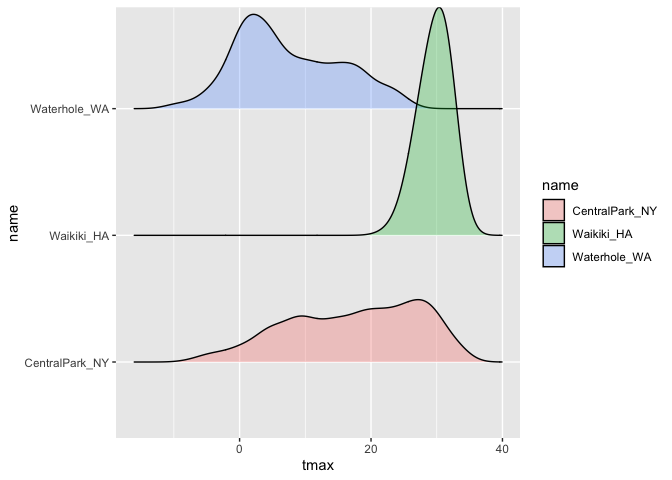 Waterhole_WA
Waikiki_HA
CentralPark_NY
name
0 20 40
tmax
name
CentralPark_NY
Waikiki_HA
Waterhole_WA